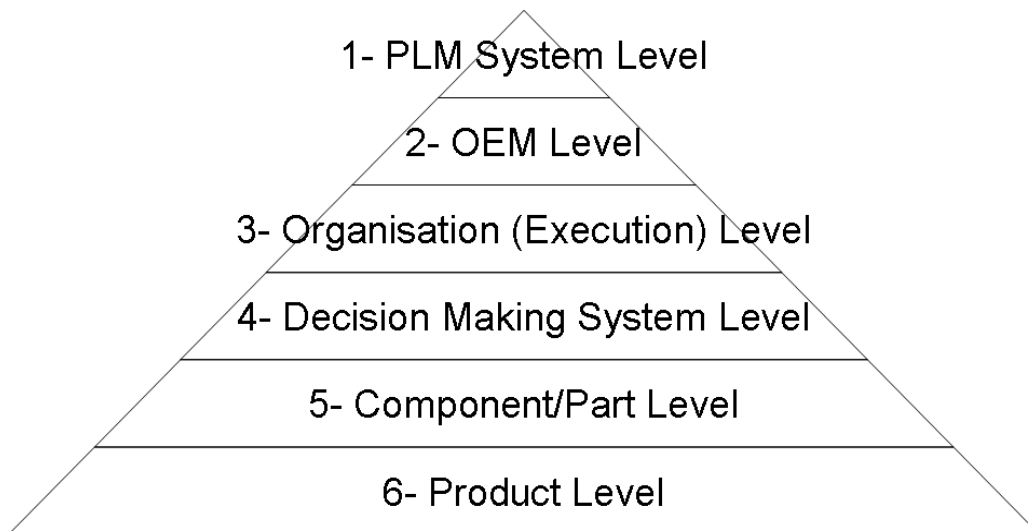 1- PLM System Level
2- OEM Level
3- Organisation (Execution) Level
4- Decision Making System Level
5- Component/Part Level
6- Product Level